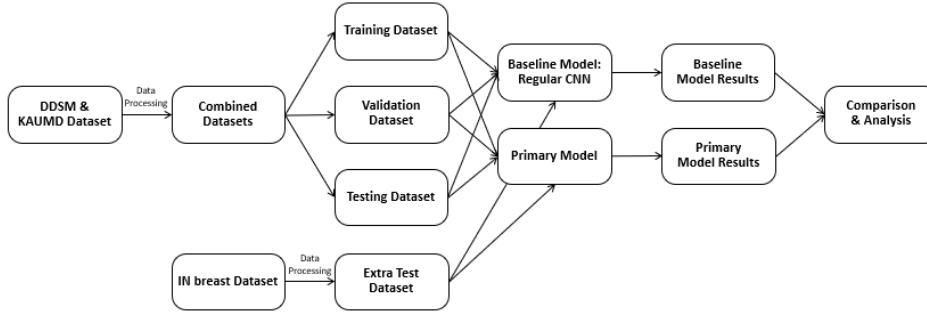 Training Dataset
Baseline Model:
Regular CNN
Baseline
Model Results
DDSM &
KAUMD Dataset
Data
Processing
Combined
Datasets
Validation
Dataset
Comparison
& Analysis
Primary Model
Primary
Model Results
Testing Dataset
IN breast Dataset
Data
Processing
Extra Test
Dataset